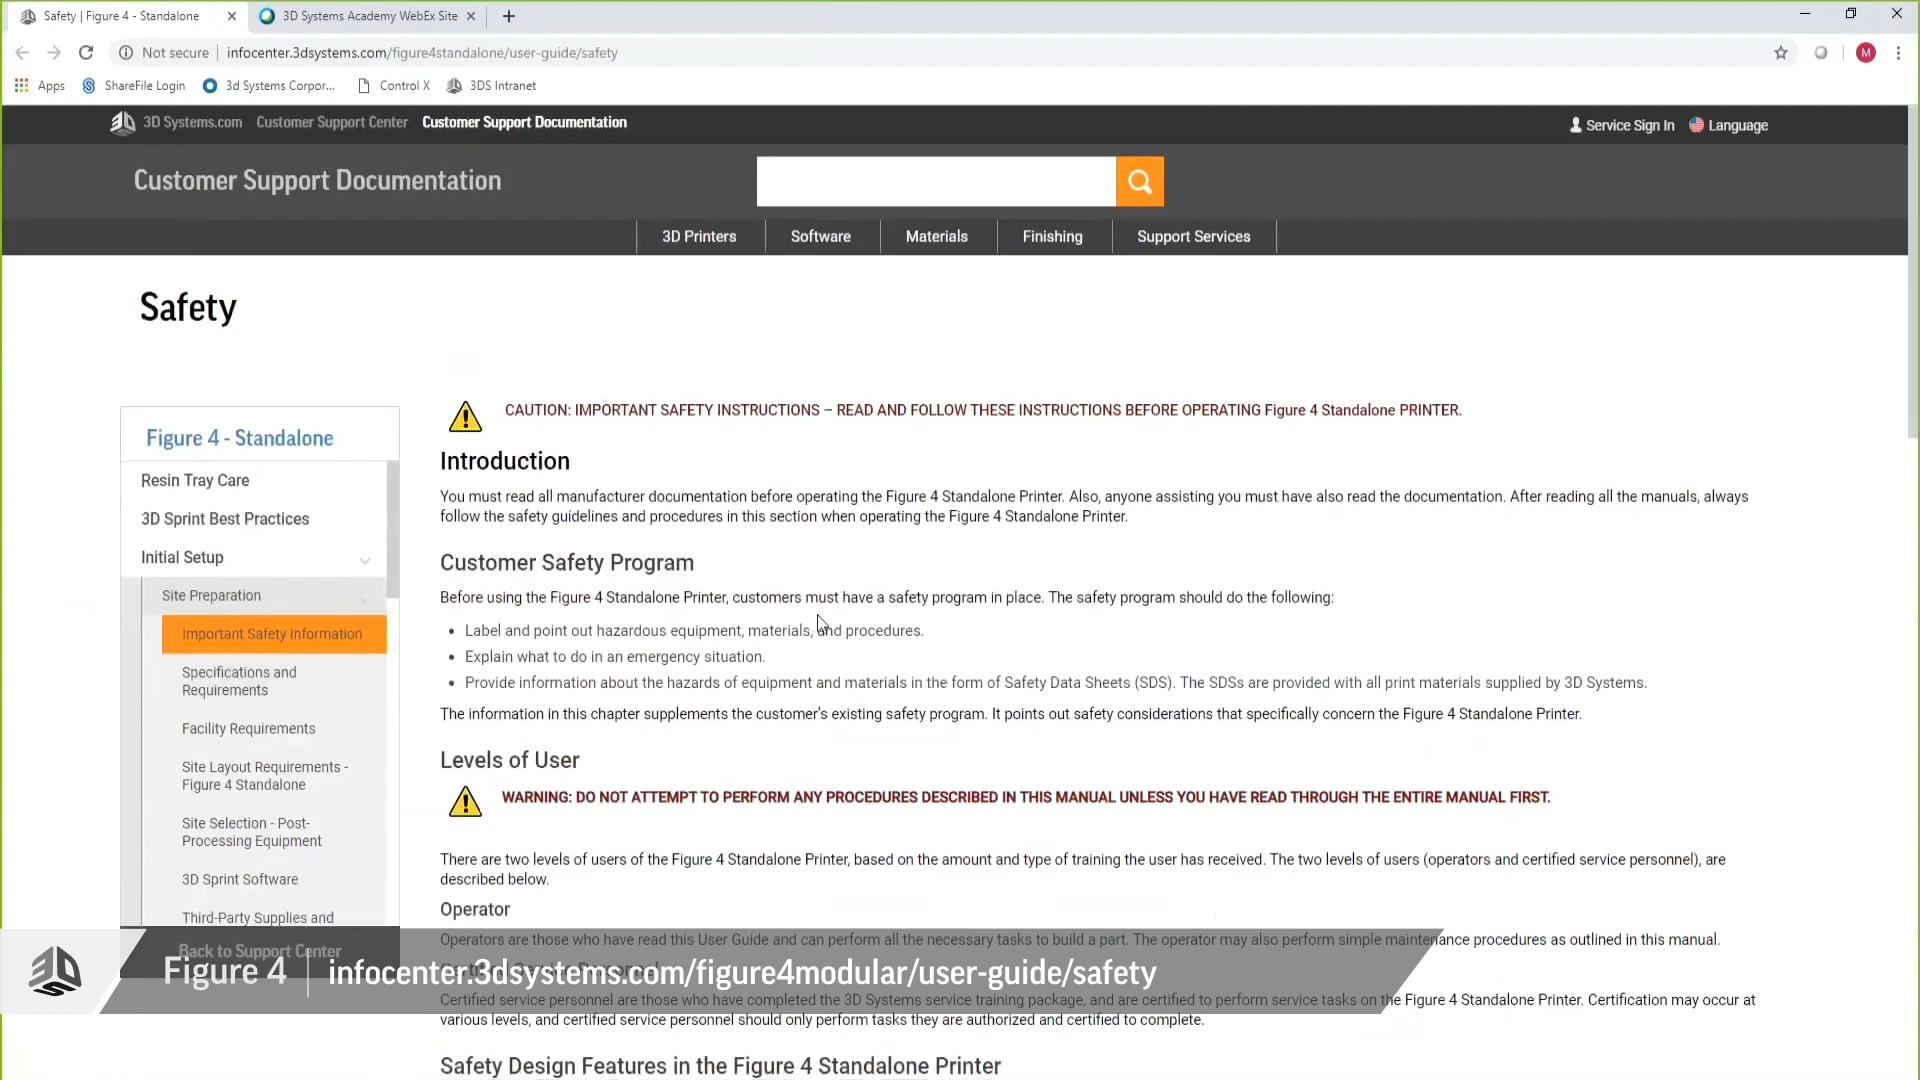 Safety | Figure 4 - Standalone
3D Systems Academy WebEx Site
Not secure
infocenter.3dsystems.com/figure4standalone/user-guide/safety
M
Apps
ShareFile Login
3d Systems Corpor...
Control X
3DS Intranet
3D Systems.com
Customer Support Center
Customer Support Documentation
Service Sign In
Language
Customer Support Documentation
3D Printers
Software
Materials
Finishing
Support Services
Safety
Figure 4 - Standalone
Resin Tray Care
3D Sprint Best Practices
Initial Setup
Site Preparation
Important Safety Information
Specifications and
Requirements
Facility Requirements
Site Layout Requirements -
Figure 4 Standalone
Site Selection - Post-
Processing Equipment
3D Sprint Software
Third-Party Supplies and
Back to Support Center
CAUTION: IMPORTANT SAFETY INSTRUCTIONS – READ AND FOLLOW THESE INSTRUCTIONS BEFORE OPERATING Figure 4 Standalone PRINTER.
Introduction
You must read all manufacturer documentation before operating the Figure 4 Standalone Printer. Also, anyone assisting you must have also read the documentation. After reading all the manuals, always
follow the safety guidelines and procedures in this section when operating the Figure 4 Standalone Printer.
Customer Safety Program
Before using the Figure 4 Standalone Printer, customers must have a safety program in place. The safety program should do the following:
• Label and point out hazardous equipment, materials, and procedures.
• Explain what to do in an emergency situation.
• Provide information about the hazards of equipment and materials in the form of Safety Data Sheets (SDS). The SDSs are provided with all print materials supplied by 3D Systems.
The information in this chapter supplements the customer's existing safety program. It points out safety considerations that specifically concern the Figure 4 Standalone Printer.
Levels of User
WARNING: DO NOT ATTEMPT TO PERFORM ANY PROCEDURES DESCRIBED IN THIS MANUAL UNLESS YOU HAVE READ THROUGH THE ENTIRE MANUAL FIRST.
There are two levels of users of the Figure 4 Standalone Printer, based on the amount and type of training the user has received. The two levels of users (operators and certified service personnel), are
described below.
Operator
Operators are those who have read this User Guide and can perform all the necessary tasks to build a part. The operator may also perform simple maintenance procedures as outlined in this manual.
Certified Service Personnel
Certified service personnel are those who have completed the 3D Systems service training package, and are certified to perform service tasks on the Figure 4 Standalone Printer. Certification may occur at
various levels, and certified service personnel should only perform tasks they are authorized and certified to complete.
Safety Design Features in the Figure 4 Standalone Printer
Figure 4
infocenter.3dsystems.com/figure4modular/user-guide/safety